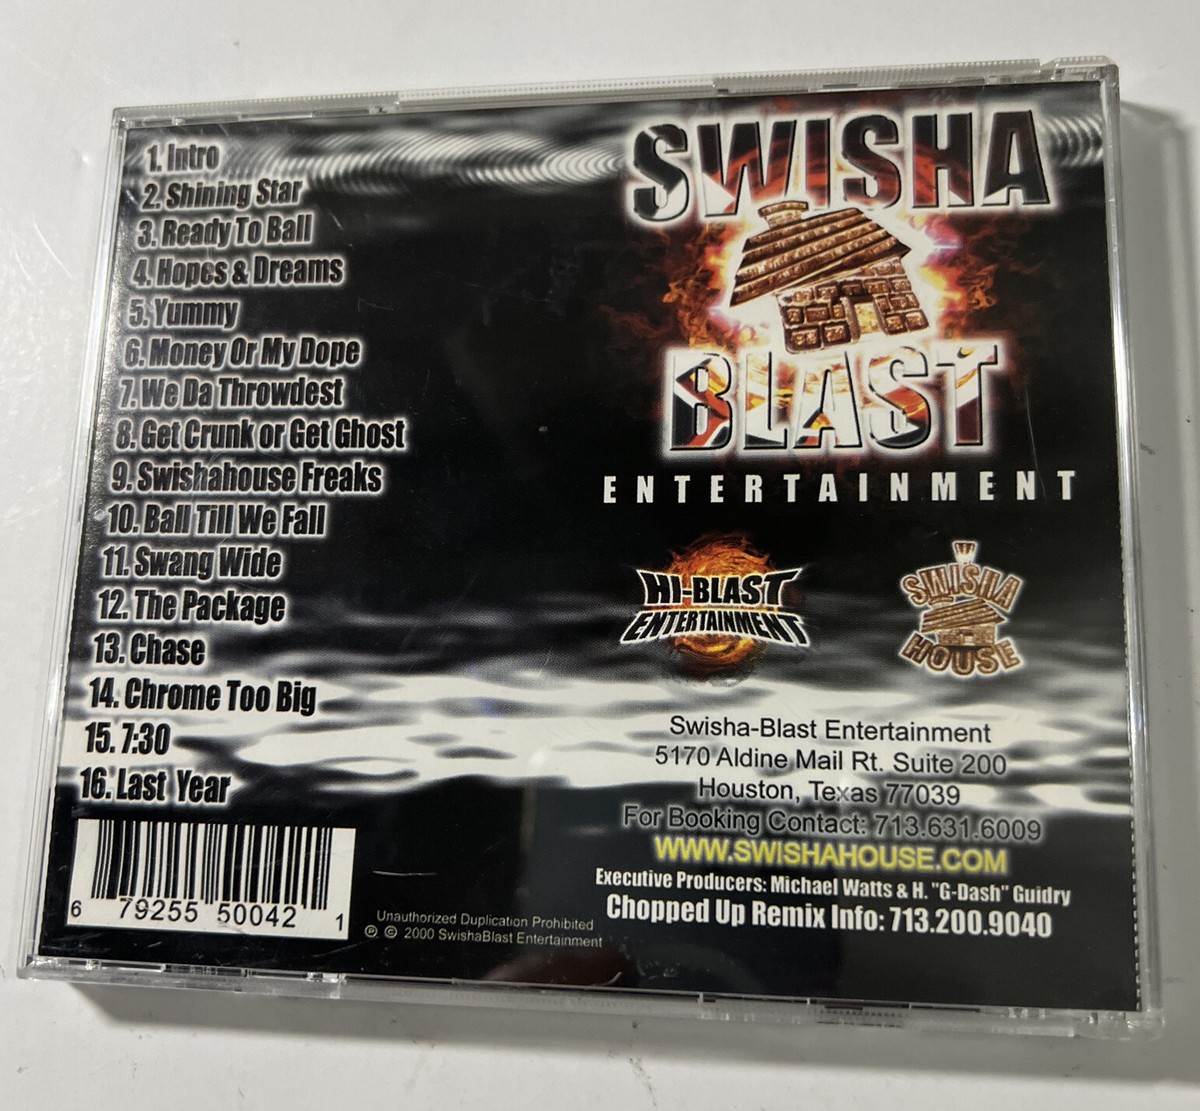 1. Intro
2. Shining Star
3. Ready To Ball
4. Hopes & Dreams
5. Yummy
6. Money Or My Dope
7. We Da Throwdest
8. Get Crunk or Get Ghost
9. Swishahouse Freaks
10. Ball Till We Fall
11. Swang Wide
12. The Package
13. Chase
14. Chrome Too Big
15. 7:30
16. Last Year
6 79255 50042 1
Unauthorized Duplication Prohibited
℗ © 2000 SwishaBlast Entertainment
SWISHA
BLAST
ENTERTAINMENT
HI-BLAST
ENTERTAINMENT
SWISHA
HOUSE
Swisha-Blast Entertainment
5170 Aldine Mail Rt. Suite 200
Houston, Texas 77039
For Booking Contact: 713.631.6009
WWW.SWISHAHOUSE.COM
Executive Producers: Michael Watts & H. "G-Dash" Guidry
Chopped Up Remix Info: 713.200.9040